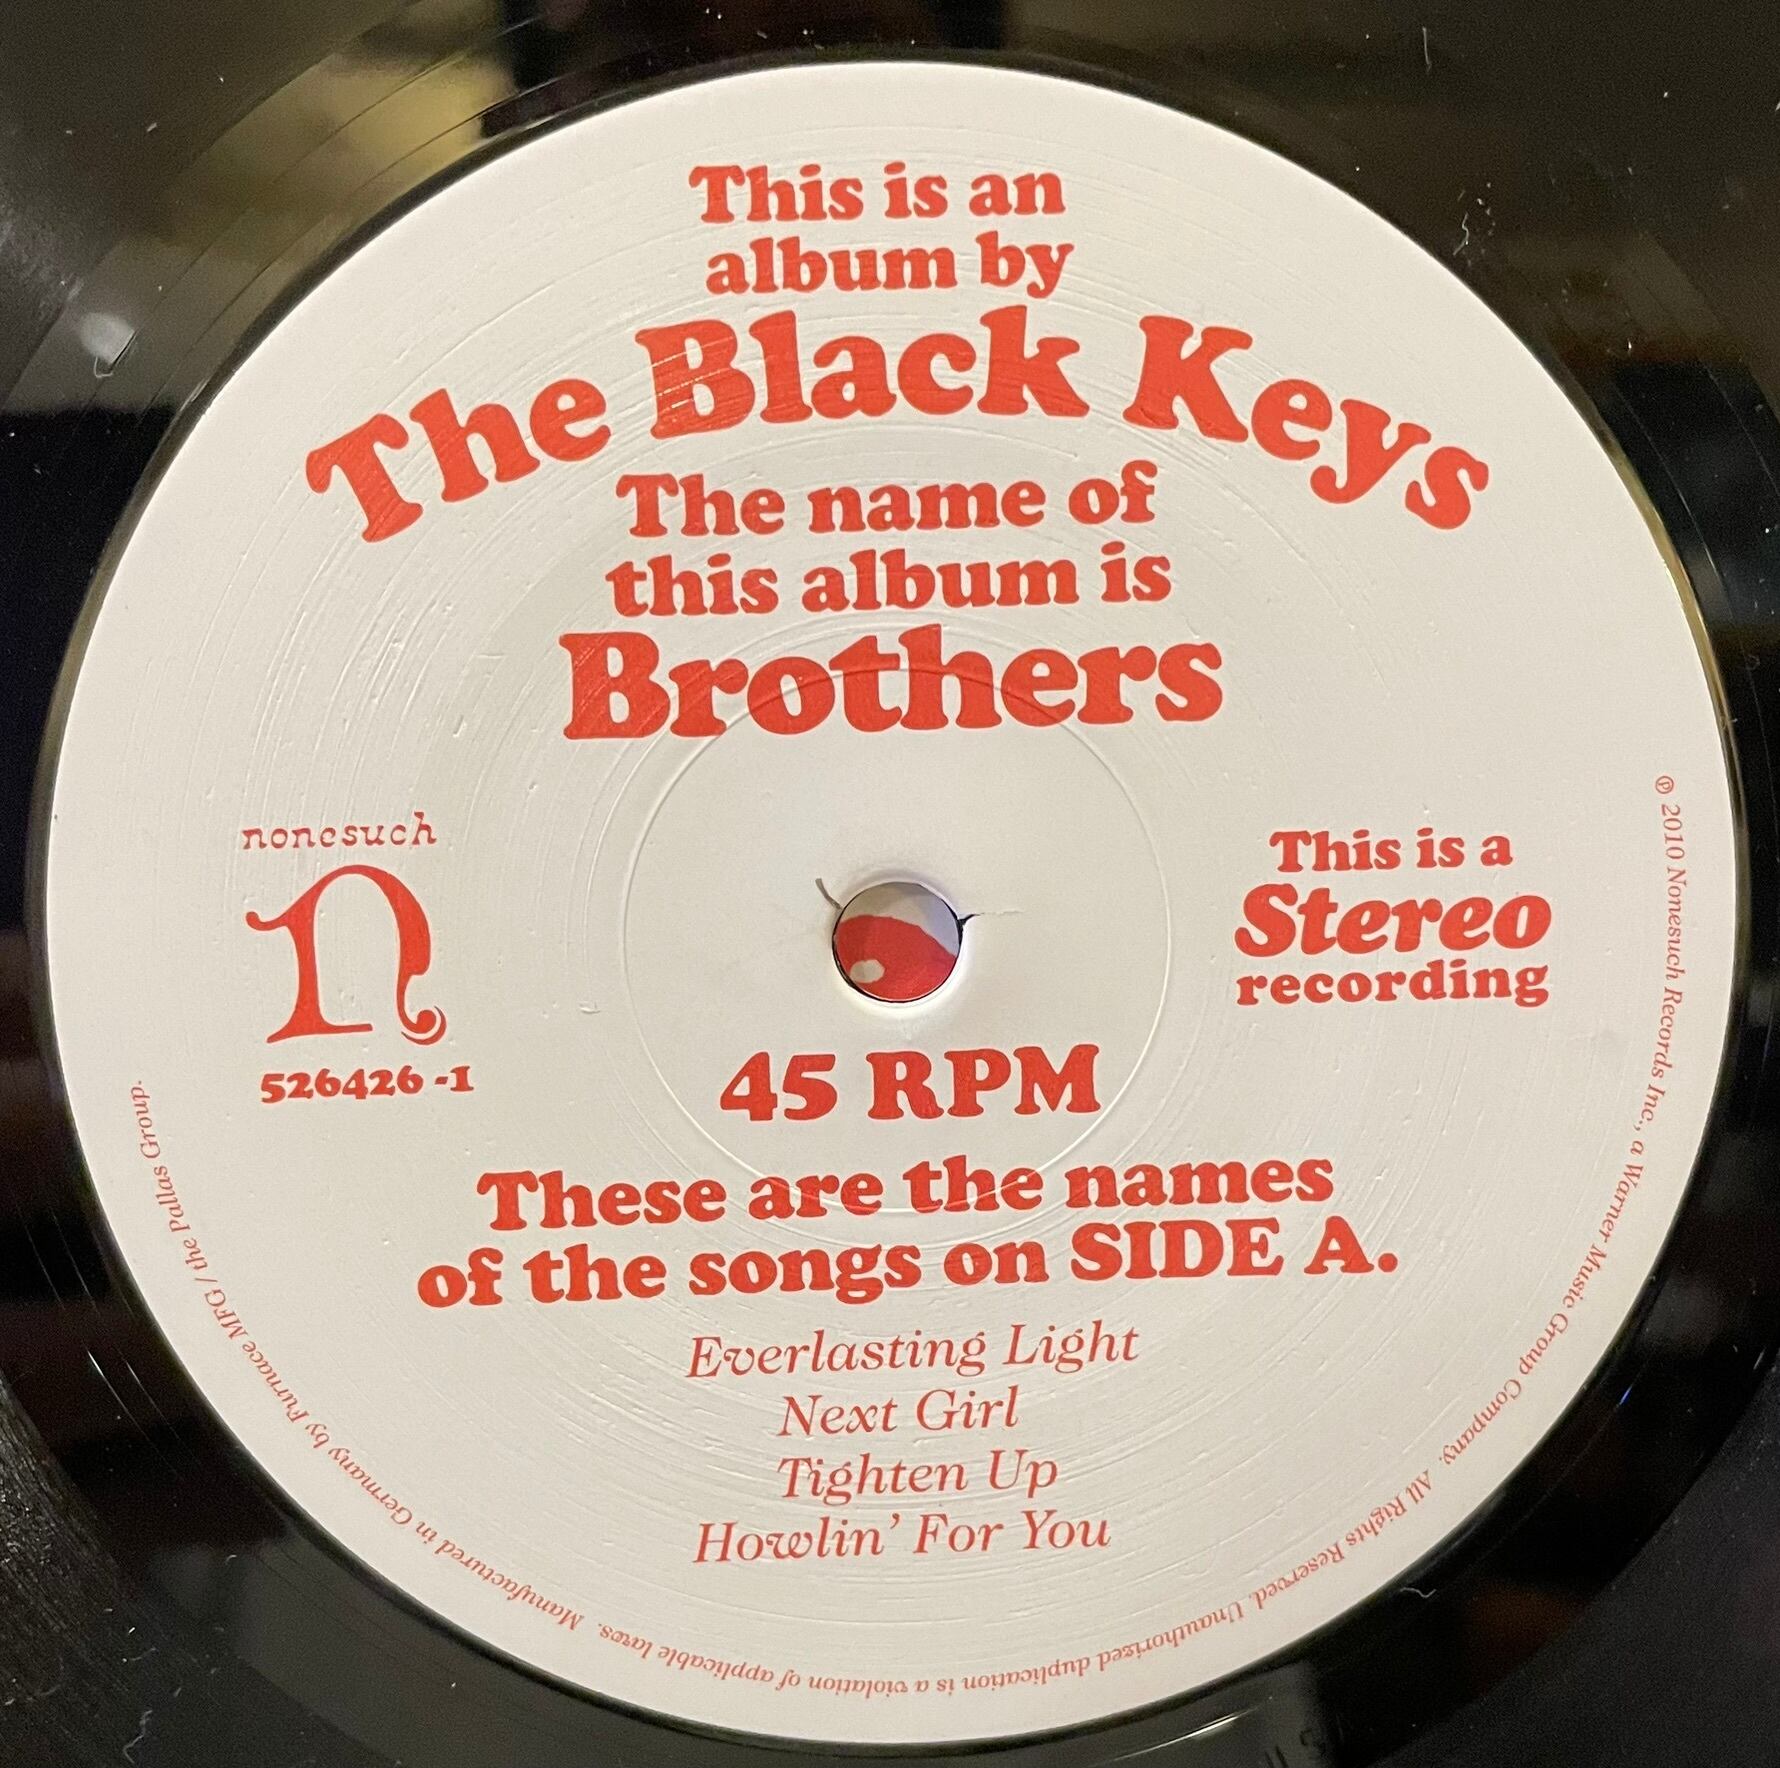 This is an
album by
The Black Keys
The name of
this album is
Brothers
nonesuch
n
526426 -1
This is a
Stereo
recording
45 RPM
These are the names
of the songs on SIDE A.
Everlasting Light
Next Girl
Tighten Up
Howlin' For You
℗ 2010 Nonesuch Records Inc., a Warner Music Group Company. All Rights Reserved. Unauthorized duplication is a violation of applicable laws. Manufactured in Germany by Furnace MFG / the Pallas Group.